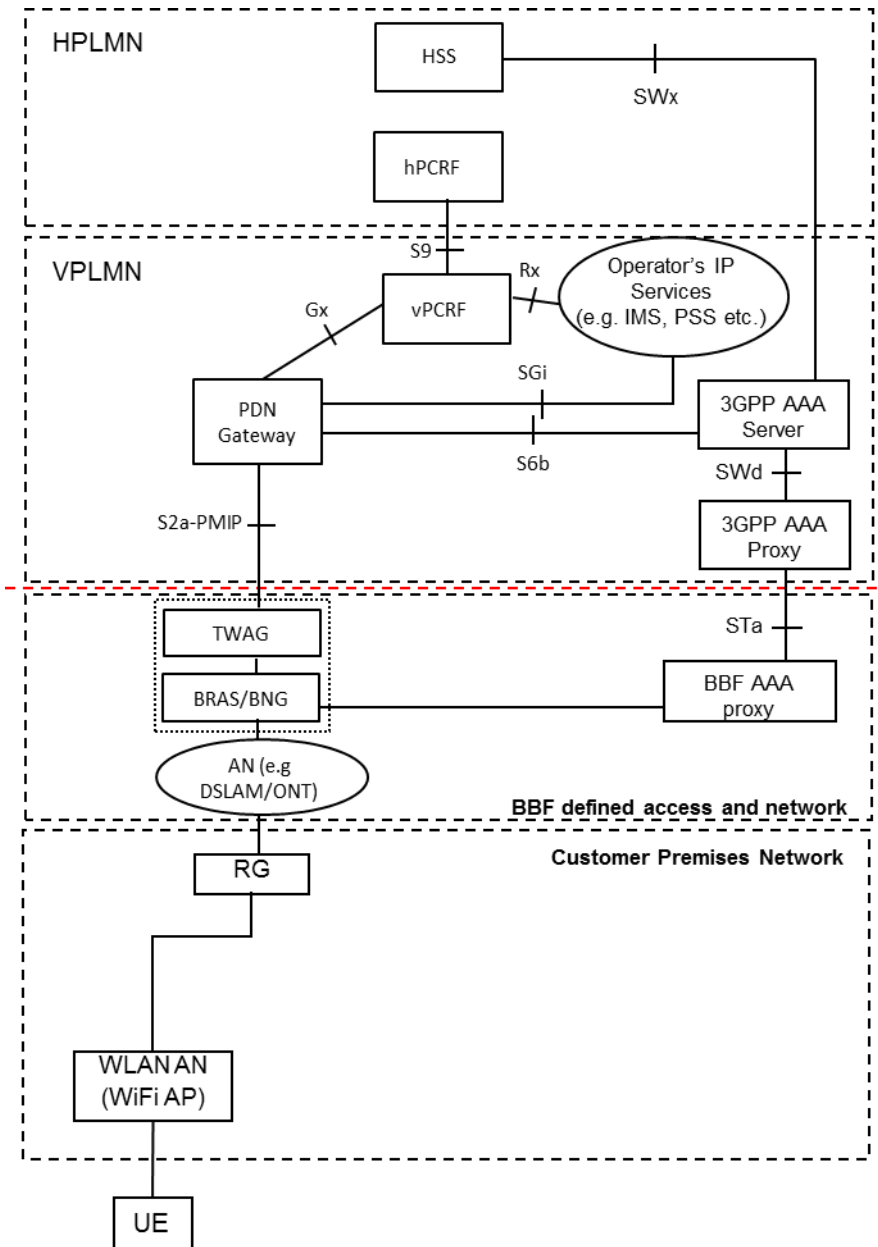 HPLMN
HSS
SWx
hPCRF
S9
VPLMN
Rx
Operator's IP
Services
(e.g. IMS, PSS etc.)
vPCRF
Gx
SGi
PDN
Gateway
3GPP AAA
Server
S6b
SWd
S2a-PMIP
3GPP AAA
Proxy
STa
TWAG
BRAS/BNG
BBF AAA
proxy
AN (e.g
DSLAM/ONT)
BBF defined access and network
Customer Premises Network
RG
WLAN AN
(WiFi AP)
UE